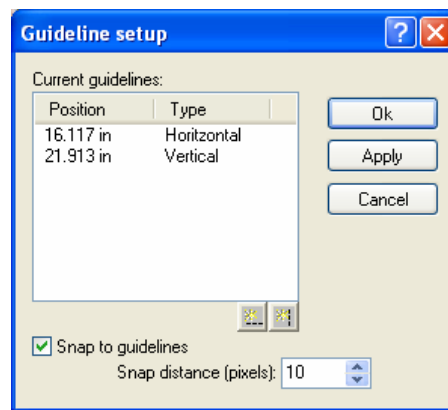 Guideline setup
Current guidelines:
Position Type
16.117 in Horitzontal
21.913 in Vertical
Ok
Apply
Cancel
Snap to guidelines
Snap distance (pixels): 10